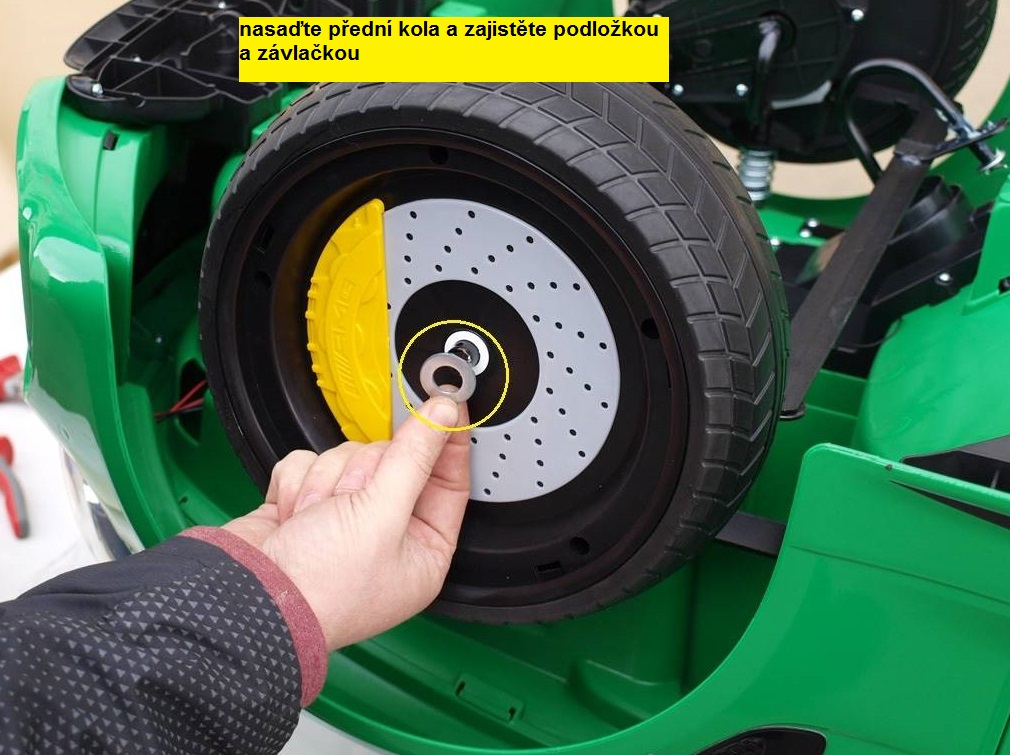 nasaďte přední kola a zajistěte podložkou
a závlačkou